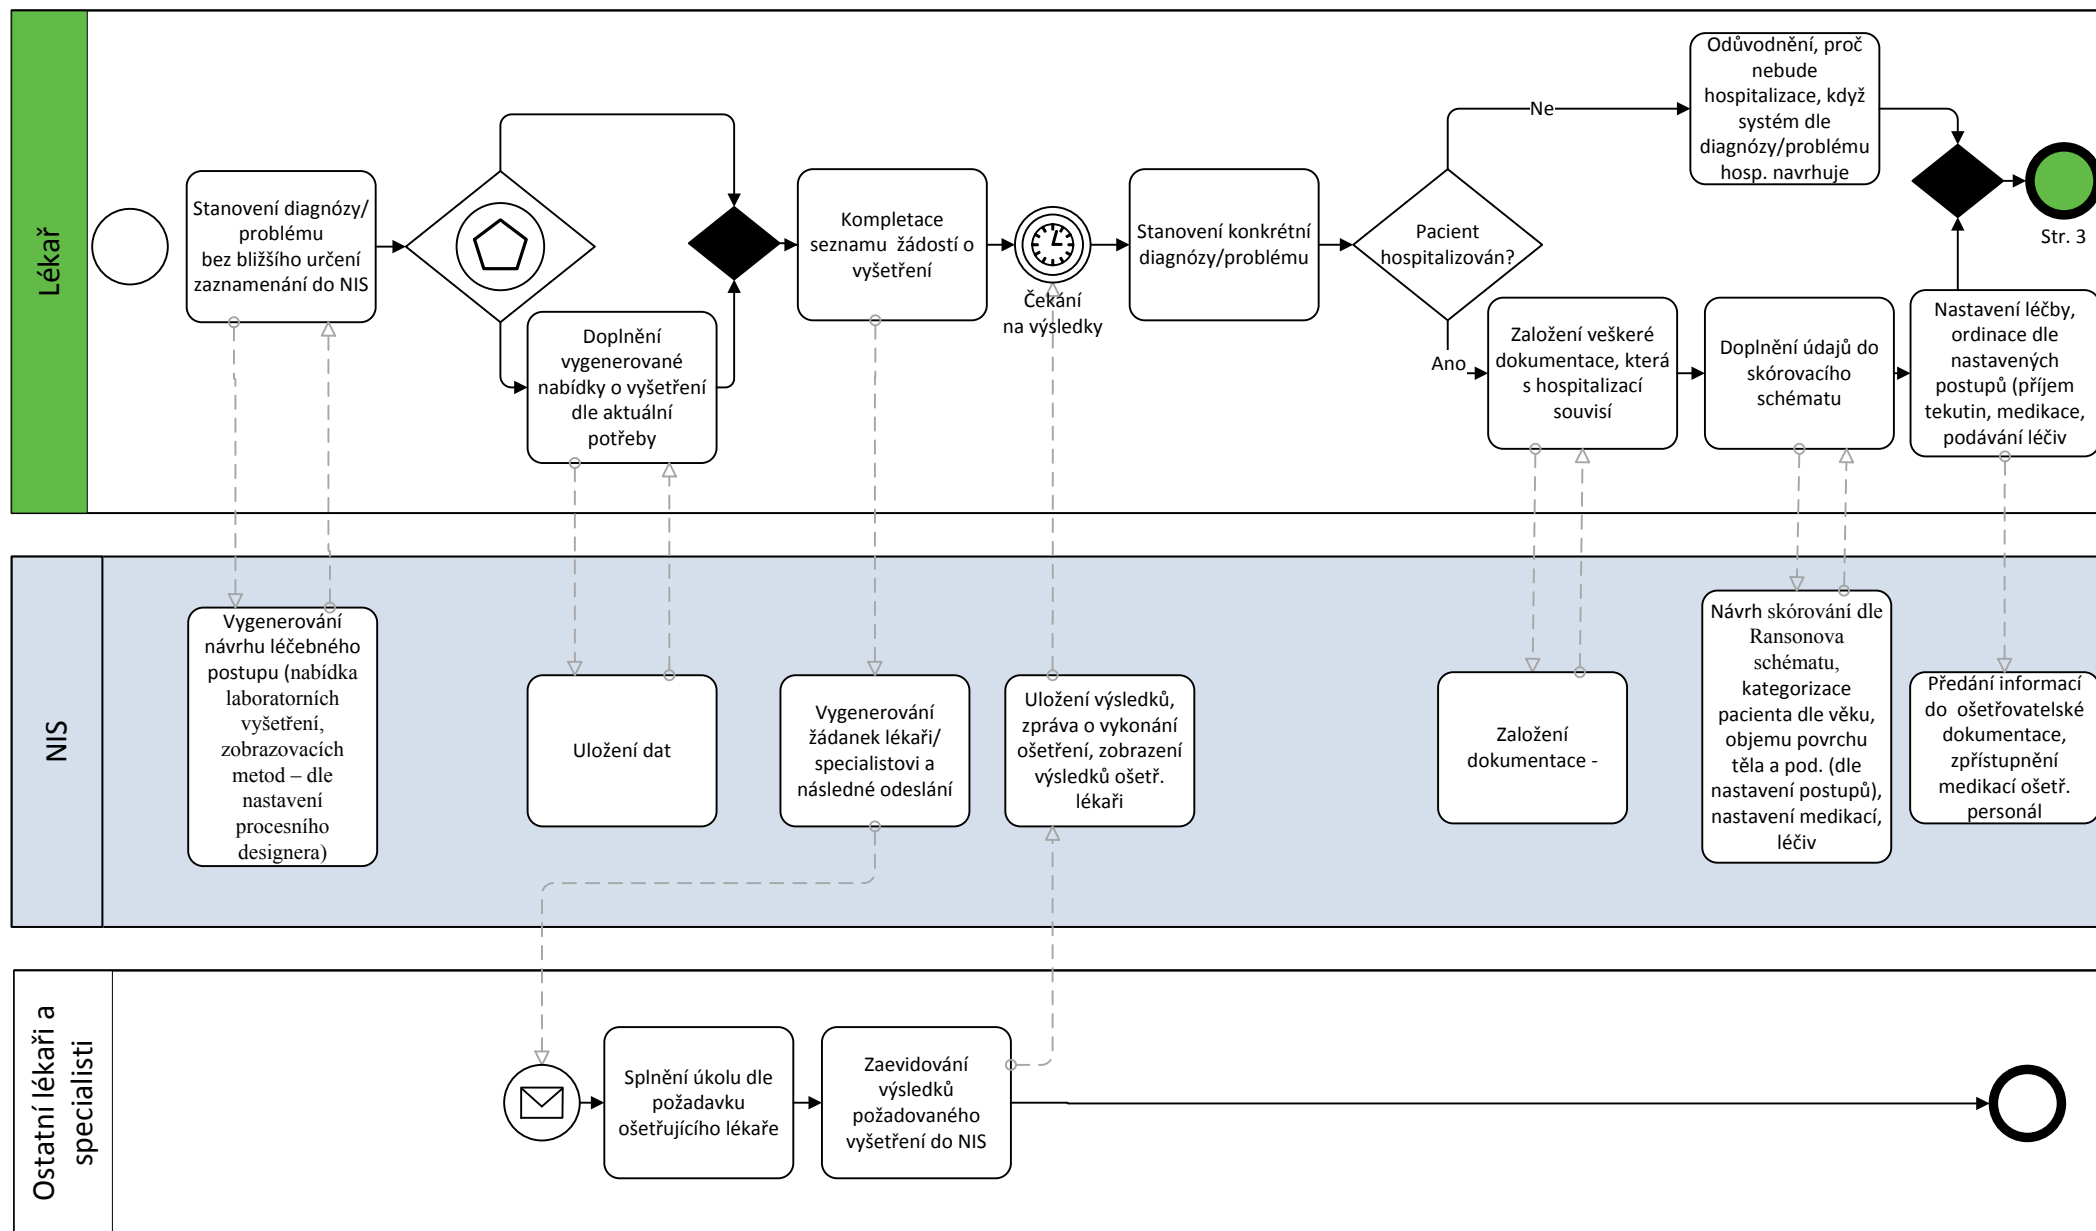 Lékař
Stanovení diagnózy/
problému
bez bližšího určení
zaznamenání do NIS
Doplnění
vygenerované
nabídky o vyšetření
dle aktuální
potřeby
Kompletace
seznamu žádostí o
vyšetření
Čekání
na výsledky
Stanovení konkrétní
diagnózy/problému
Pacient
hospitalizován?
Ne
Ano
Odůvodnění, proč
nebude
hospitalizace, když
systém dle
diagnózy/problému
hosp. navrhuje
Str. 3
Založení veškeré
dokumentace, která
s hospitalizací
souvisí
Doplnění údajů do
skórovacího
schématu
Nastavení léčby,
ordinace dle
nastavených
postupů (příjem
tekutin, medikace,
podávání léčiv
NIS
Vygenerování
návrhu léčebného
postupu (nabídka
laboratorních
vyšetření,
zobrazovacích
metod – dle
nastavení
procesního
designera)
Uložení dat
Vygenerování
žádanek lékaři/
specialistovi a
následné odeslání
Uložení výsledků,
zpráva o vykonání
ošetření, zobrazení
výsledků ošetř.
lékaři
Založení
dokumentace -
Návrh skórování dle
Ransonova
schématu,
kategorizace
pacienta dle věku,
objemu povrchu
těla a pod. (dle
nastavení postupů),
nastavení medikací,
léčiv
Předání informací
do ošetřovatelské
dokumentace,
zpřístupnění
medikací ošetř.
personál
Ostatní lékaři a
specialisti
Splnění úkolu dle
požadavku
ošetřujícího lékaře
Zaevidování
výsledků
požadovaného
vyšetření do NIS